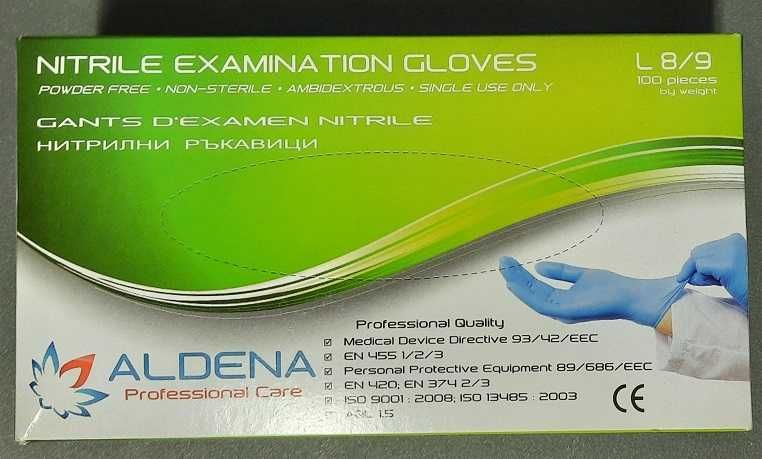 NITRILE EXAMINATION GLOVES
L 8/9
POWDER FREE • NON-STERILE • AMBIDEXTROUS • SINGLE USE ONLY
100 pieces
by weight
GANTS D'EXAMEN NITRILE
НИТРИЛНИ РЪКАВИЦИ
Professional Quality
Medical Device Directive 93/42/EEC
EN 455 1/2/3
Personal Protective Equipment 89/686/EEC
EN 420; EN 374 2/3
ISO 9001 : 2008; ISO 13485 : 2003
AQL 1.5
ALDENA
Professional Care
CE